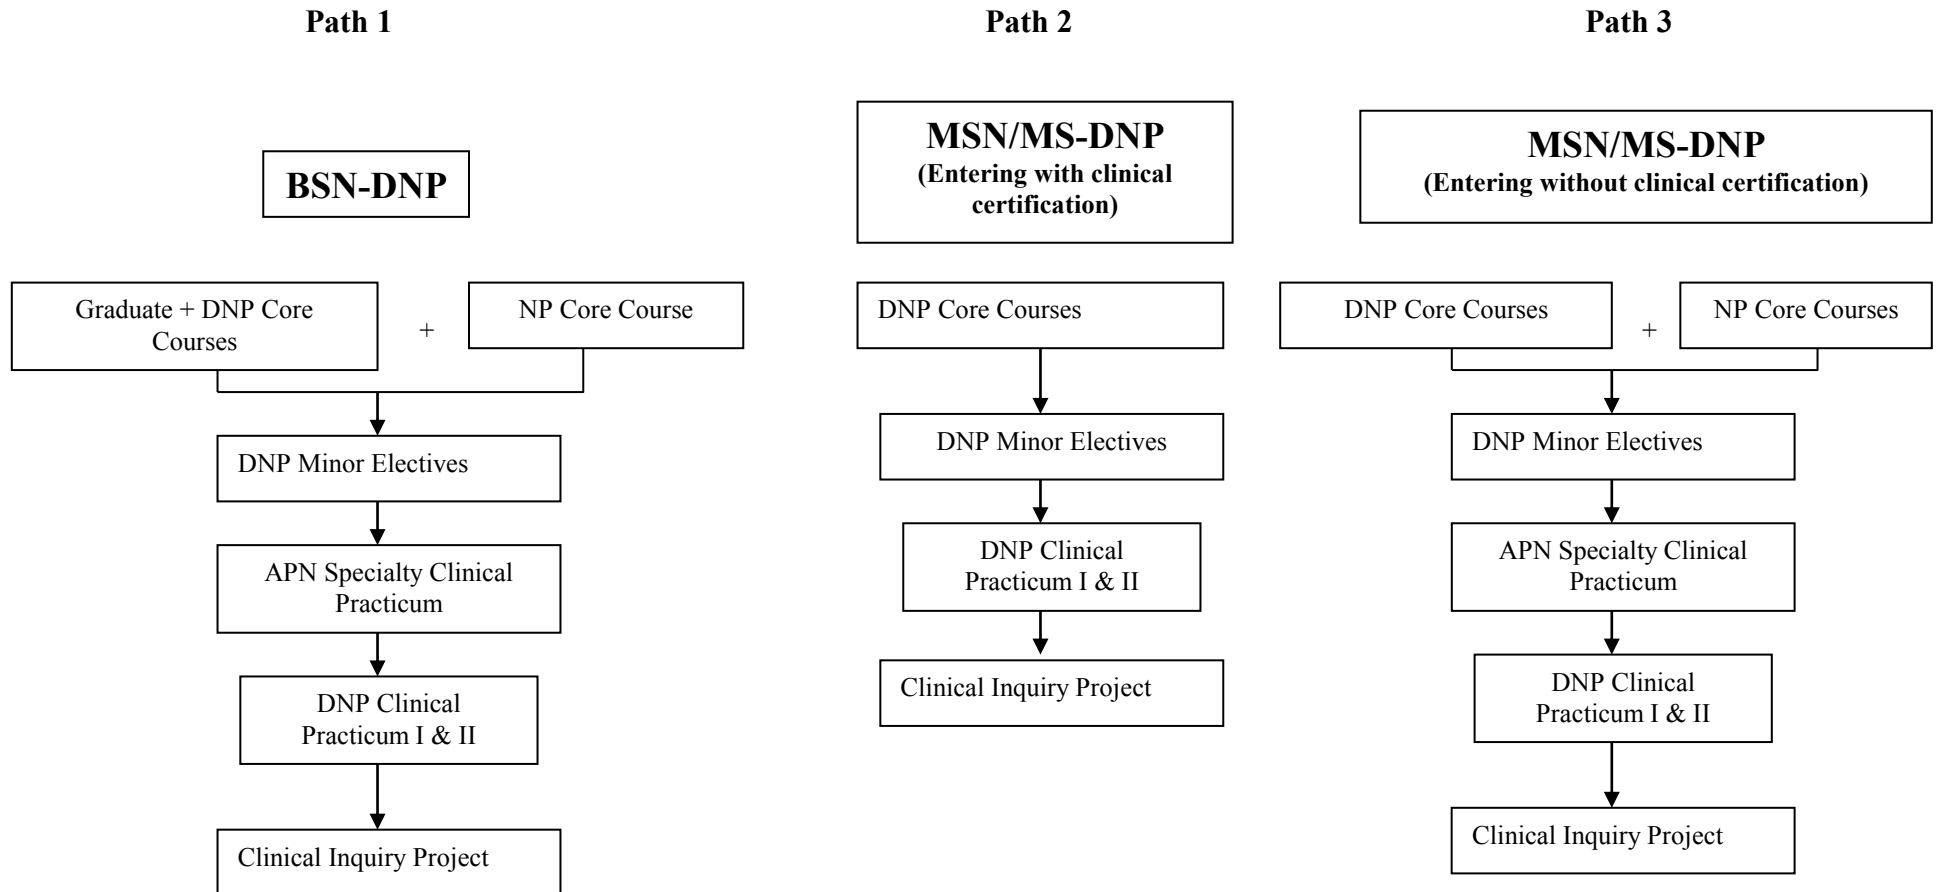 Path 1
BSN-DNP
Graduate + DNP Core
Courses
+
NP Core Course
DNP Minor Electives
APN Specialty Clinical
Practicum
DNP Clinical
Practicum I & II
Clinical Inquiry Project
Path 2
MSN/MS-DNP
(Entering with clinical
certification)
DNP Core Courses
DNP Minor Electives
DNP Clinical
Practicum I & II
Clinical Inquiry Project
Path 3
MSN/MS-DNP
(Entering without clinical certification)
DNP Core Courses
+
NP Core Courses
DNP Minor Electives
APN Specialty Clinical
Practicum
DNP Clinical
Practicum I & II
Clinical Inquiry Project